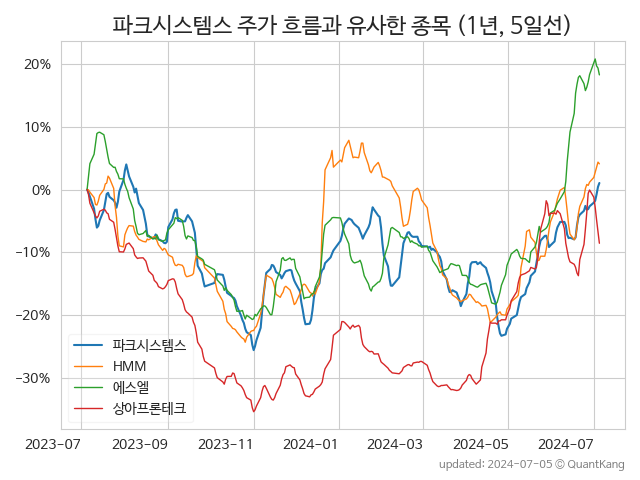 파크시스템스 주가 흐름과 유사한 종목 (1년, 5일선)
20%
10%
0%
−10%
−20%
−30%
파크시스템스
HMM
에스엘
상아프론테크
2023-07
2023-09
2023-11
2024-01
2024-03
2024-05
2024-07
updated: 2024-07-05 © QuantKang